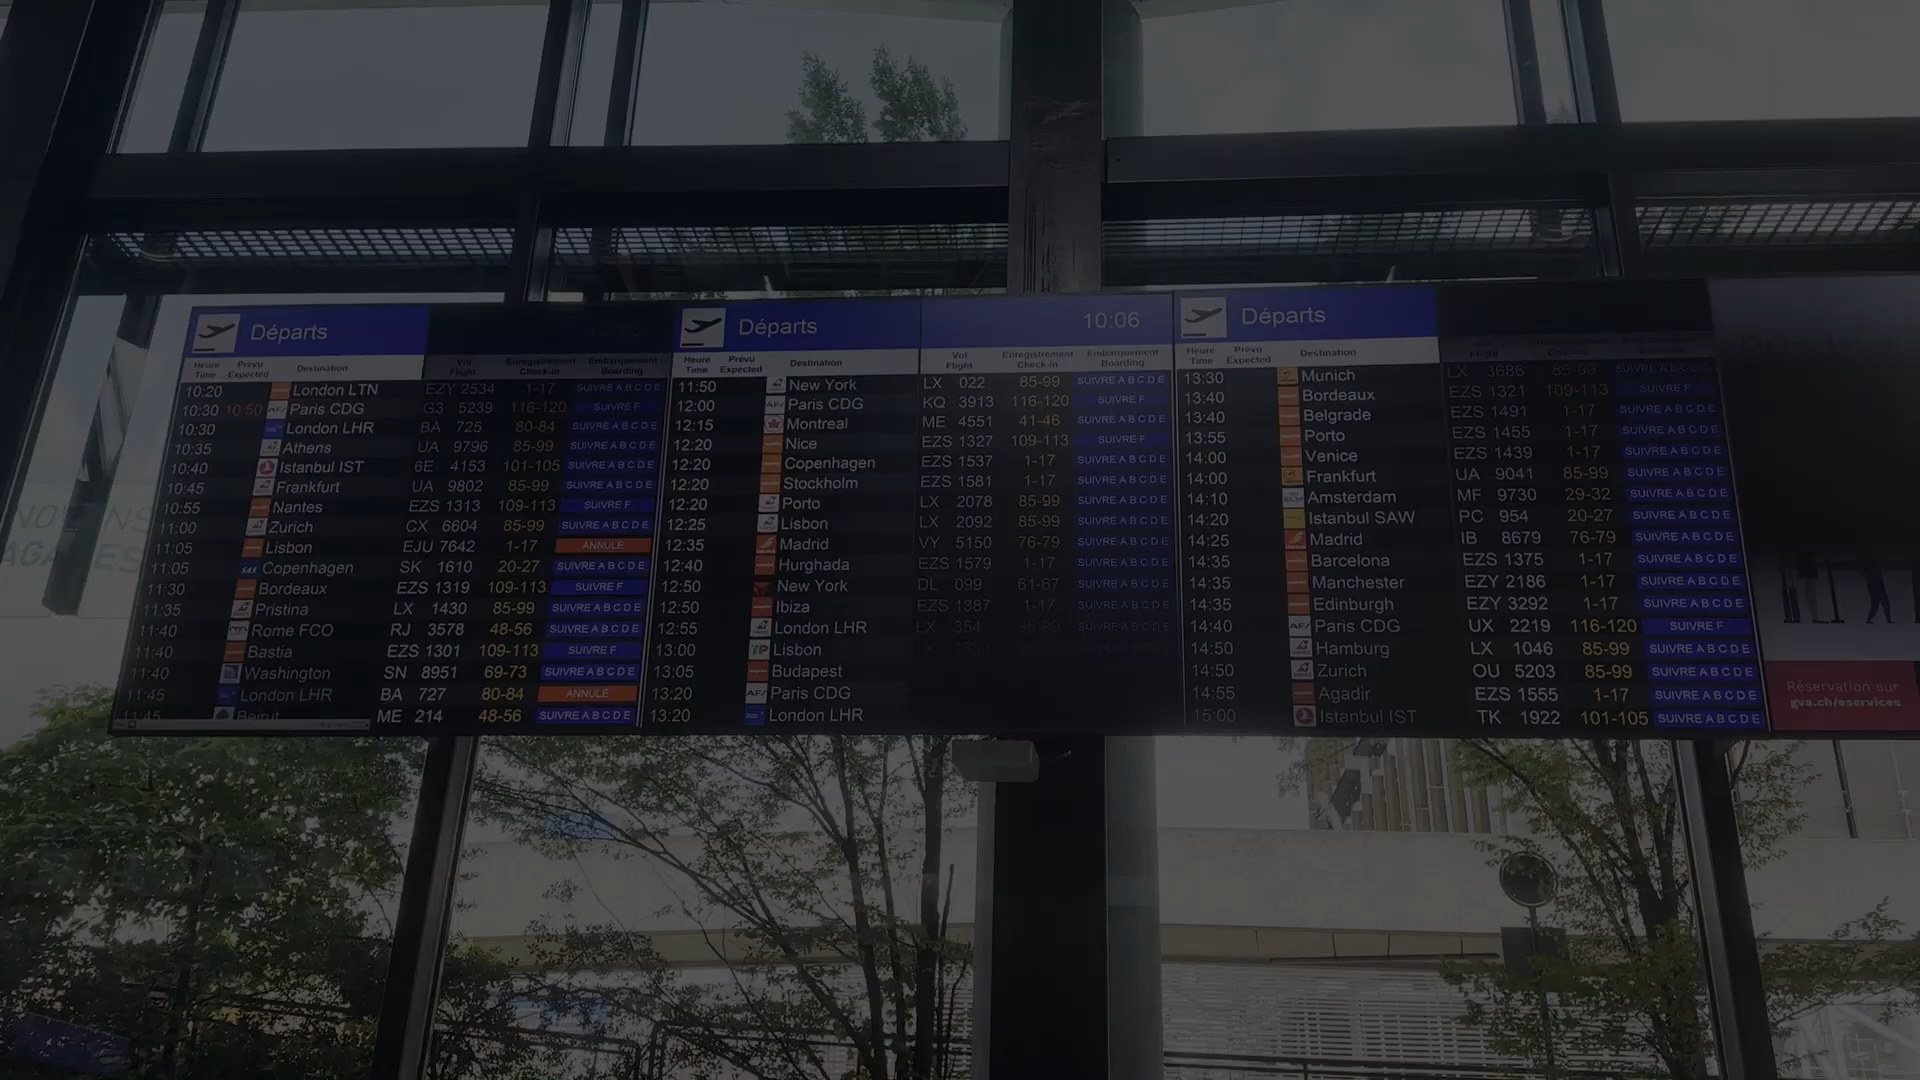 Départs
Heure Prévu Destination Vol Enregistrement Embarquement
Time Expected Flight Check-in Boarding
10:20 London LTN EZY 2534 1-17 SUIVRE A B C D E
10:30 10:50 Paris CDG G3 5239 116-120 SUIVRE F
10:30 London LHR BA 725 80-84 SUIVRE A B C D E
10:35 Athens UA 9796 85-99 SUIVRE A B C D E
10:40 Istanbul IST 6E 4153 101-105 SUIVRE A B C D E
10:45 Frankfurt UA 9802 85-99 SUIVRE A B C D E
10:55 Nantes EZS 1313 109-113 SUIVRE F
11:00 Zurich CX 6604 85-99 SUIVRE A B C D E
11:05 Lisbon EJU 7642 1-17 ANNULÉ
11:05 Copenhagen SK 1610 20-27 SUIVRE A B C D E
11:30 Bordeaux EZS 1319 109-113 SUIVRE F
11:35 Pristina LX 1430 85-99 SUIVRE A B C D E
11:40 Rome FCO RJ 3578 48-56 SUIVRE A B C D E
11:40 Bastia EZS 1301 109-113 SUIVRE F
11:40 Washington SN 8951 69-73 SUIVRE A B C D E
11:45 London LHR BA 727 80-84 ANNULÉ
11:45 Beirut ME 214 48-56 SUIVRE A B C D E
Départs 10:06
Heure Prévu Destination Vol Enregistrement Embarquement
Time Expected Flight Check-in Boarding
11:50 New York LX 022 85-99 SUIVRE A B C D E
12:00 Paris CDG KQ 3913 116-120 SUIVRE F
12:15 Montreal ME 4551 41-46 SUIVRE A B C D E
12:20 Nice EZS 1327 109-113 SUIVRE F
12:20 Copenhagen EZS 1537 1-17 SUIVRE A B C D E
12:20 Stockholm EZS 1581 1-17 SUIVRE A B C D E
12:20 Porto LX 2078 85-99 SUIVRE A B C D E
12:25 Lisbon LX 2092 85-99 SUIVRE A B C D E
12:35 Madrid VY 5150 76-79 SUIVRE A B C D E
12:40 Hurghada EZS 1579 1-17 SUIVRE A B C D E
12:50 New York DL 099 61-67 SUIVRE A B C D E
12:50 Ibiza EZS 1387 1-17 SUIVRE A B C D E
12:55 London LHR LX 354 SUIVRE A B C D E
13:00 Lisbon
13:05 Budapest
13:20 Paris CDG
13:20 London LHR
Départs
Heure Prévu Destination
Time Expected Flight
13:30 Munich LX 3686 85-99 SUIVRE A B C D E
13:40 Bordeaux EZS 1321 109-113 SUIVRE F
13:40 Belgrade EZS 1491 1-17 SUIVRE A B C D E
13:55 Porto EZS 1455 1-17 SUIVRE A B C D E
14:00 Venice EZS 1439 1-17 SUIVRE A B C D E
14:00 Frankfurt UA 9041 85-99 SUIVRE A B C D E
14:10 Amsterdam MF 9730 29-32 SUIVRE A B C D E
14:20 Istanbul SAW PC 954 20-27 SUIVRE A B C D E
14:25 Madrid IB 8679 76-79 SUIVRE A B C D E
14:35 Barcelona EZS 1375 1-17 SUIVRE A B C D E
14:35 Manchester EZY 2186 1-17 SUIVRE A B C D E
14:35 Edinburgh EZY 3292 1-17 SUIVRE A B C D E
14:40 Paris CDG UX 2219 116-120 SUIVRE F
14:50 Hamburg LX 1046 85-99 SUIVRE A B C D E
14:50 Zurich OU 5203 85-99 SUIVRE A B C D E
14:55 Agadir EZS 1555 1-17 SUIVRE A B C D E
15:00 Istanbul IST TK 1922 101-105 SUIVRE A B C D E
Réservation sur
gva.ch/eservices